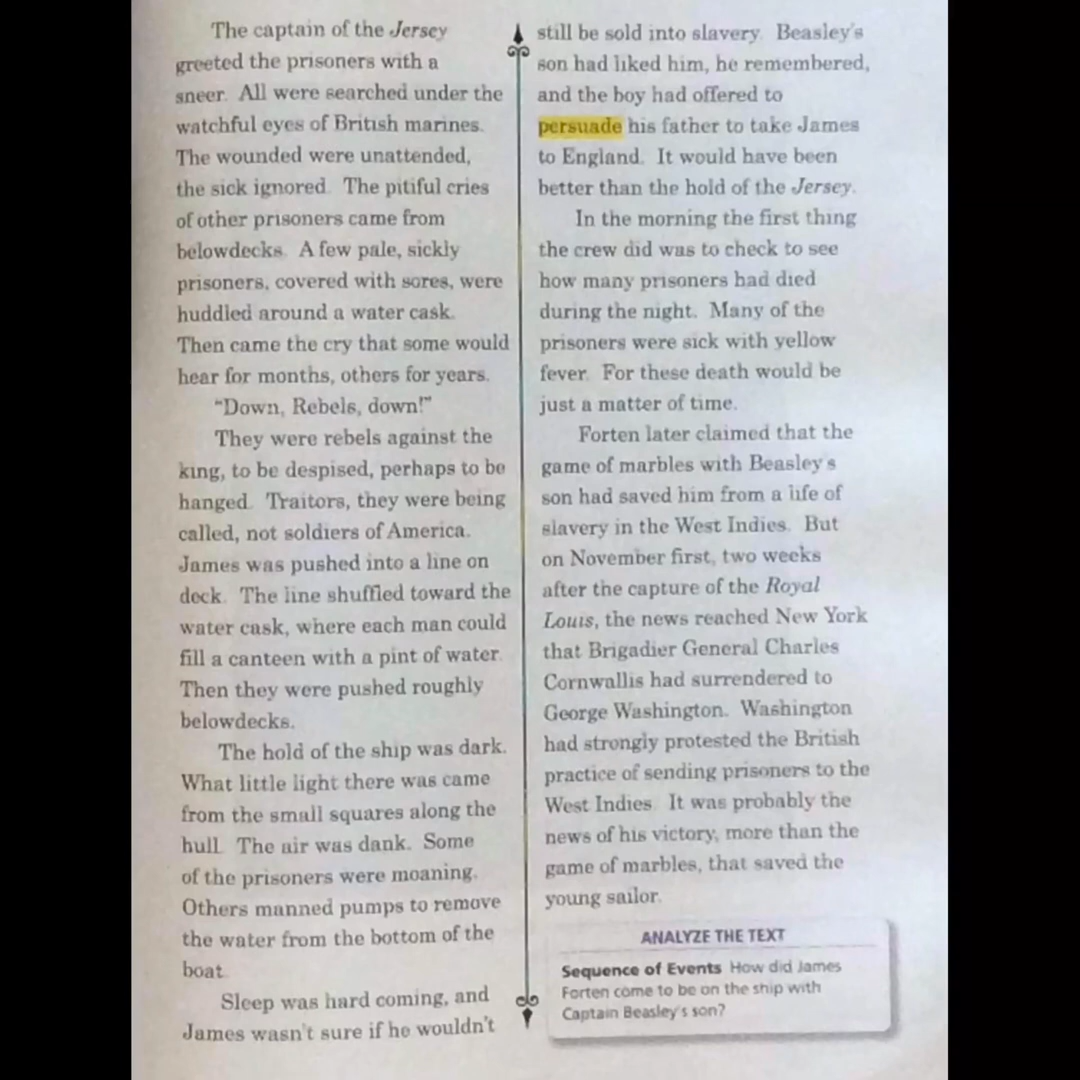 The captain of the Jersey
greeted the prisoners with a
sneer. All were searched under the
watchful eyes of British marines.
The wounded were unattended,
the sick ignored. The pitiful cries
of other prisoners came from
belowdecks. A few pale, sickly
prisoners, covered with sores, were
huddled around a water cask.
Then came the cry that some would
hear for months, others for years.
"Down, Rebels, down!"
They were rebels against the
king, to be despised, perhaps to be
hanged. Traitors, they were being
called, not soldiers of America.
James was pushed into a line on
deck. The line shuffled toward the
water cask, where each man could
fill a canteen with a pint of water.
Then they were pushed roughly
belowdecks.
The hold of the ship was dark.
What little light there was came
from the small squares along the
hull. The air was dank. Some
of the prisoners were moaning.
Others manned pumps to remove
the water from the bottom of the
boat.
Sleep was hard coming, and
James wasn't sure if he wouldn't
still be sold into slavery. Beasley's
son had liked him, he remembered,
and the boy had offered to
persuade his father to take James
to England. It would have been
better than the hold of the Jersey.
In the morning the first thing
the crew did was to check to see
how many prisoners had died
during the night. Many of the
prisoners were sick with yellow
fever. For these death would be
just a matter of time.
Forten later claimed that the
game of marbles with Beasley's
son had saved him from a life of
slavery in the West Indies. But
on November first, two weeks
after the capture of the Royal
Louis, the news reached New York
that Brigadier General Charles
Cornwallis had surrendered to
George Washington. Washington
had strongly protested the British
practice of sending prisoners to the
West Indies. It was probably the
news of his victory, more than the
game of marbles, that saved the
young sailor.
ANALYZE THE TEXT
Sequence of Events How did James
Forten come to be on the ship with
Captain Beasley's son?